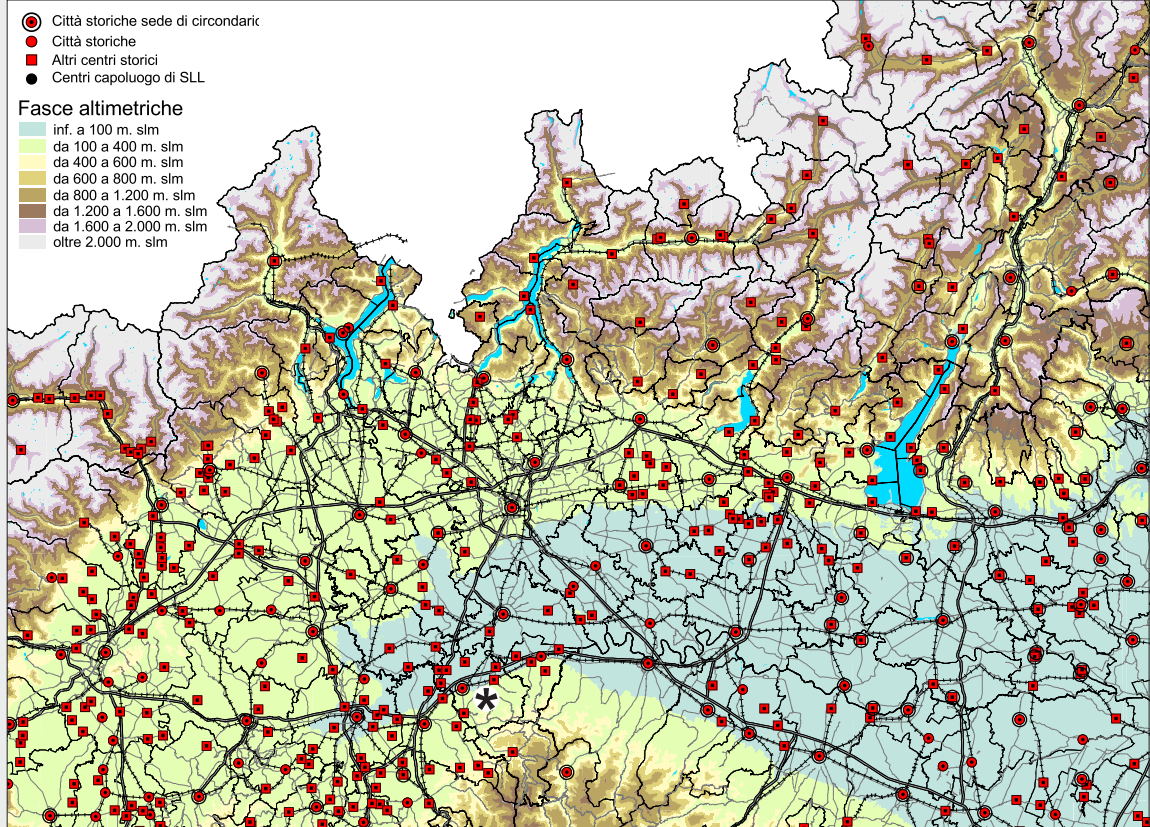 Città storiche sede di circondario
Città storiche
Altri centri storici
Centri capoluogo di SLL
Fasce altimetriche
inf. a 100 m. slm
da 100 a 400 m. slm
da 400 a 600 m. slm
da 600 a 800 m. slm
da 800 a 1.200 m. slm
da 1.200 a 1.600 m. slm
da 1.600 a 2.000 m. slm
oltre 2.000 m. slm
*